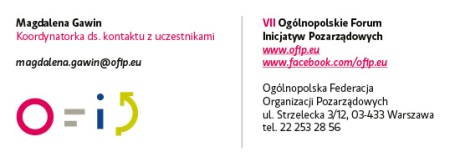 Magdalena Gawin
Koordynatorka ds. kontaktu z uczestnikami
magdalena.gawin@ofip.eu
O = i
VII Ogólnopolskie Forum
Inicjatyw Pozarządowych
www.ofip.eu
www.facebook.com/ofip.eu
Ogólnopolska Federacja
Organizacji Pozarządowych
ul. Strzelecka 3/12, 03-433 Warszawa
tel. 22 253 28 56